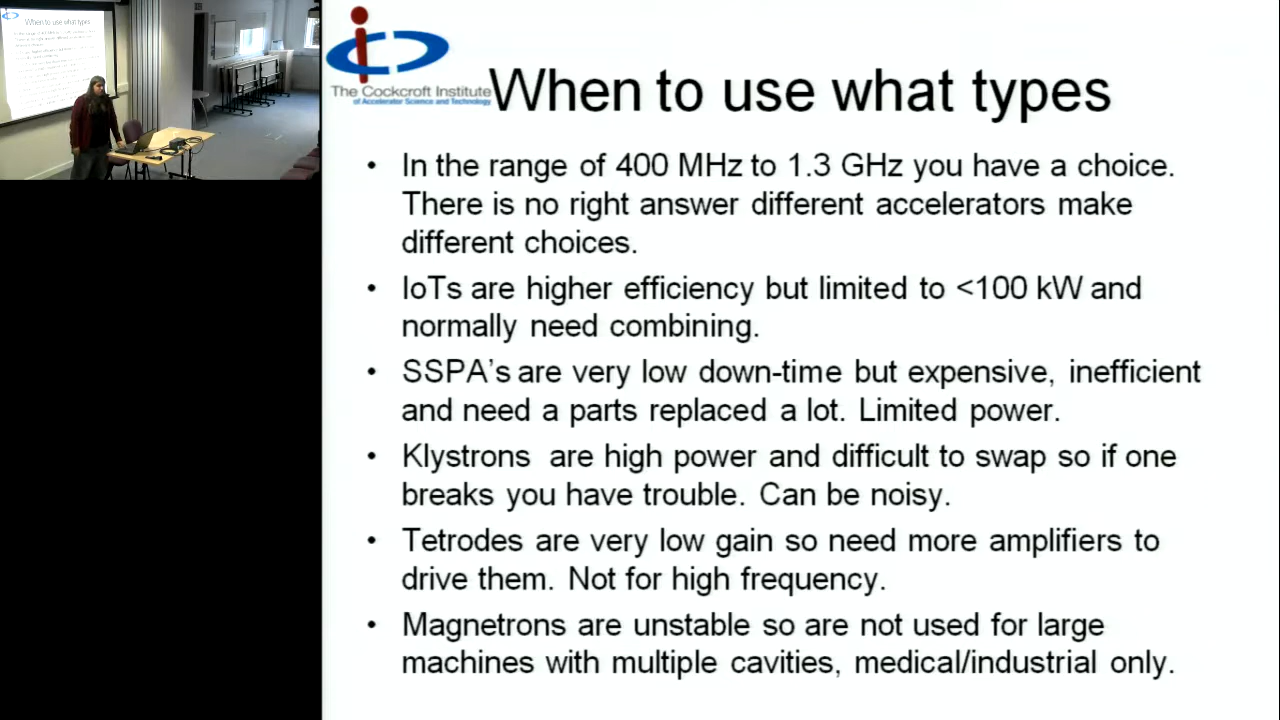 When to use what types
The Cockcroft Institute
of Accelerator Science and Technology
When to use what types
• In the range of 400 MHz to 1.3 GHz you have a choice.
There is no right answer different accelerators make
different choices.
• IoTs are higher efficiency but limited to <100 kW and
normally need combining.
• SSPA's are very low down-time but expensive, inefficient
and need a parts replaced a lot. Limited power.
• Klystrons are high power and difficult to swap so if one
breaks you have trouble. Can be noisy.
• Tetrodes are very low gain so need more amplifiers to
drive them. Not for high frequency.
• Magnetrons are unstable so are not used for large
machines with multiple cavities, medical/industrial only.